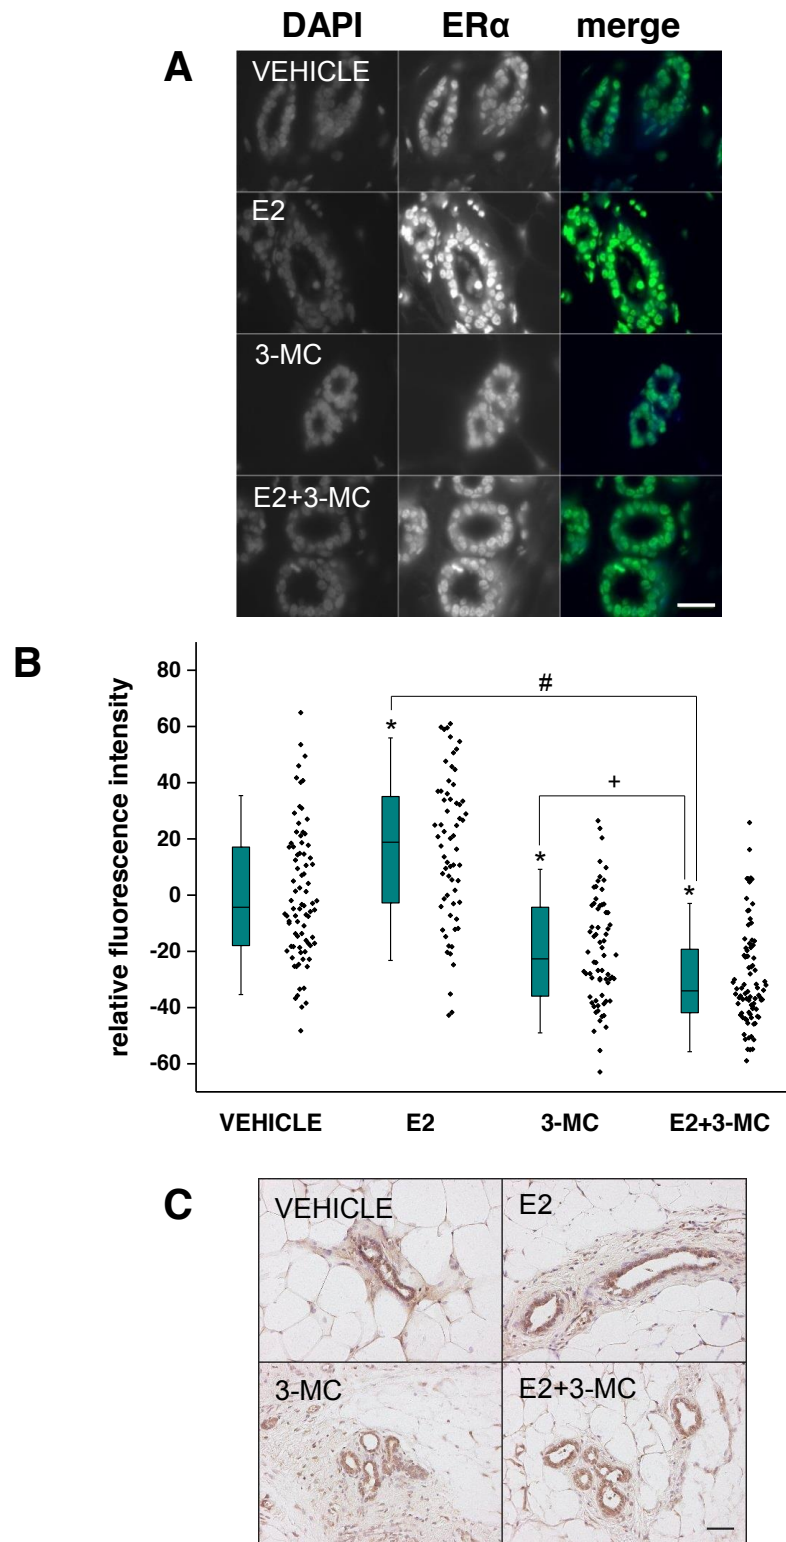 DAPI ERα merge
A
VEHICLE
E2
3-MC
E2+3-MC
B
relative fluorescence intensity
80
60
40
20
0
-20
-40
-60
#
+
*
*
*
VEHICLE E2 3-MC E2+3-MC
C
VEHICLE E2
3-MC E2+3-MC